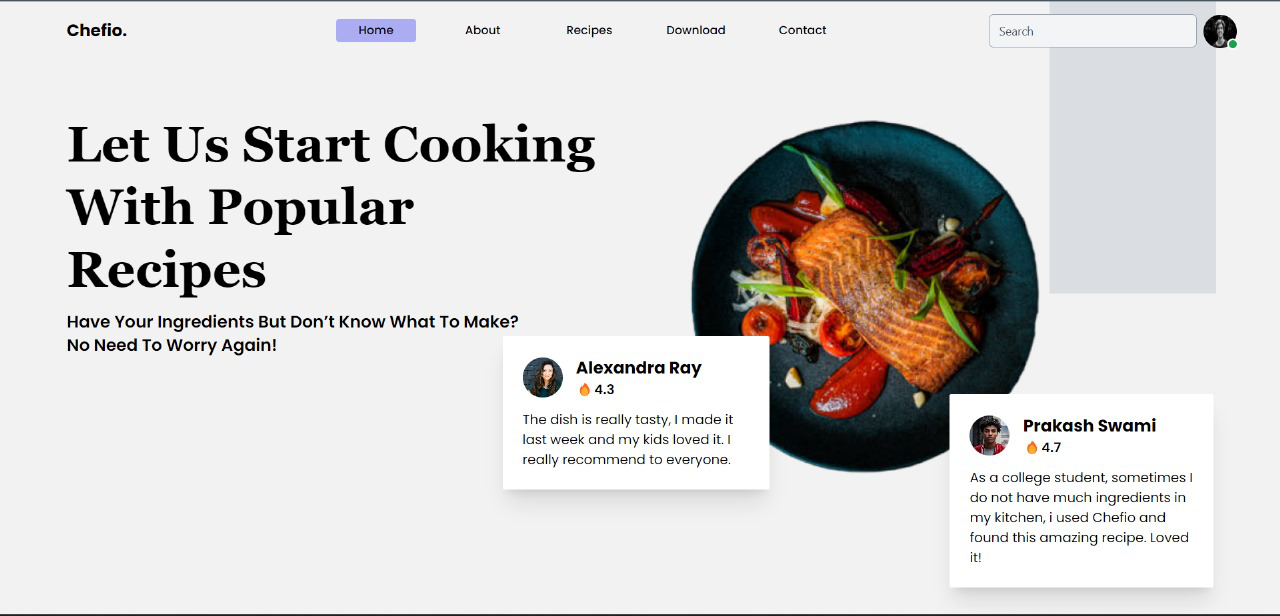 Chefio.
Home
About
Recipes
Download
Contact
Search
Let Us Start Cooking
With Popular
Recipes
Have Your Ingredients But Don’t Know What To Make?
No Need To Worry Again!
Alexandra Ray
🔥 4.3
The dish is really tasty, I made it
last week and my kids loved it. I
really recommend to everyone.
Prakash Swami
🔥 4.7
As a college student, sometimes I
do not have much ingredients in
my kitchen, i used Chefio and
found this amazing recipe. Loved
it!